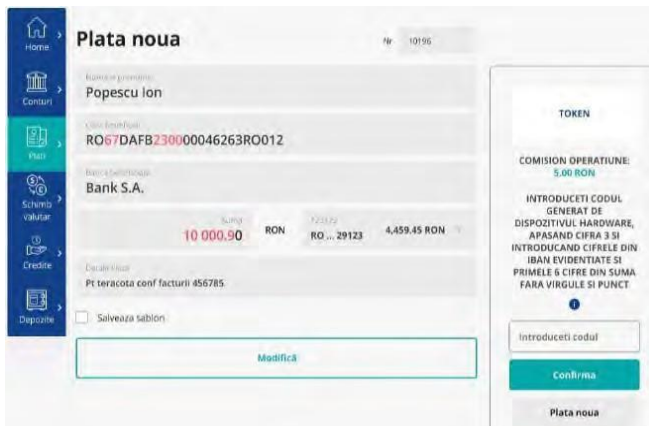 Home
Conturi
Plati
Schimb
valutar
Credite
Depozite
Plata noua
Nr 10196
Popescu Ion
RO67DAFB230000046263RO012
Bank S.A.
Suma
10 000.90
RON
RO ... 29123
4,459.45 RON
Pt teracota conf facturii 456785
Salveaza sablon
Modifică
TOKEN
COMISION OPERATIUNE:
5.00 RON
INTRODUCETI CODUL
GENERAT DE
DISPOZITIVUL HARDWARE,
APASAND CIFRA 3 SI
INTRODUCAND CIFRELE DIN
IBAN EVIDENTIATE SI
PRIMELE 6 CIFRE DIN SUMA
FARA VIRGULE SI PUNCT
Introduceti codul
Confirma
Plata noua